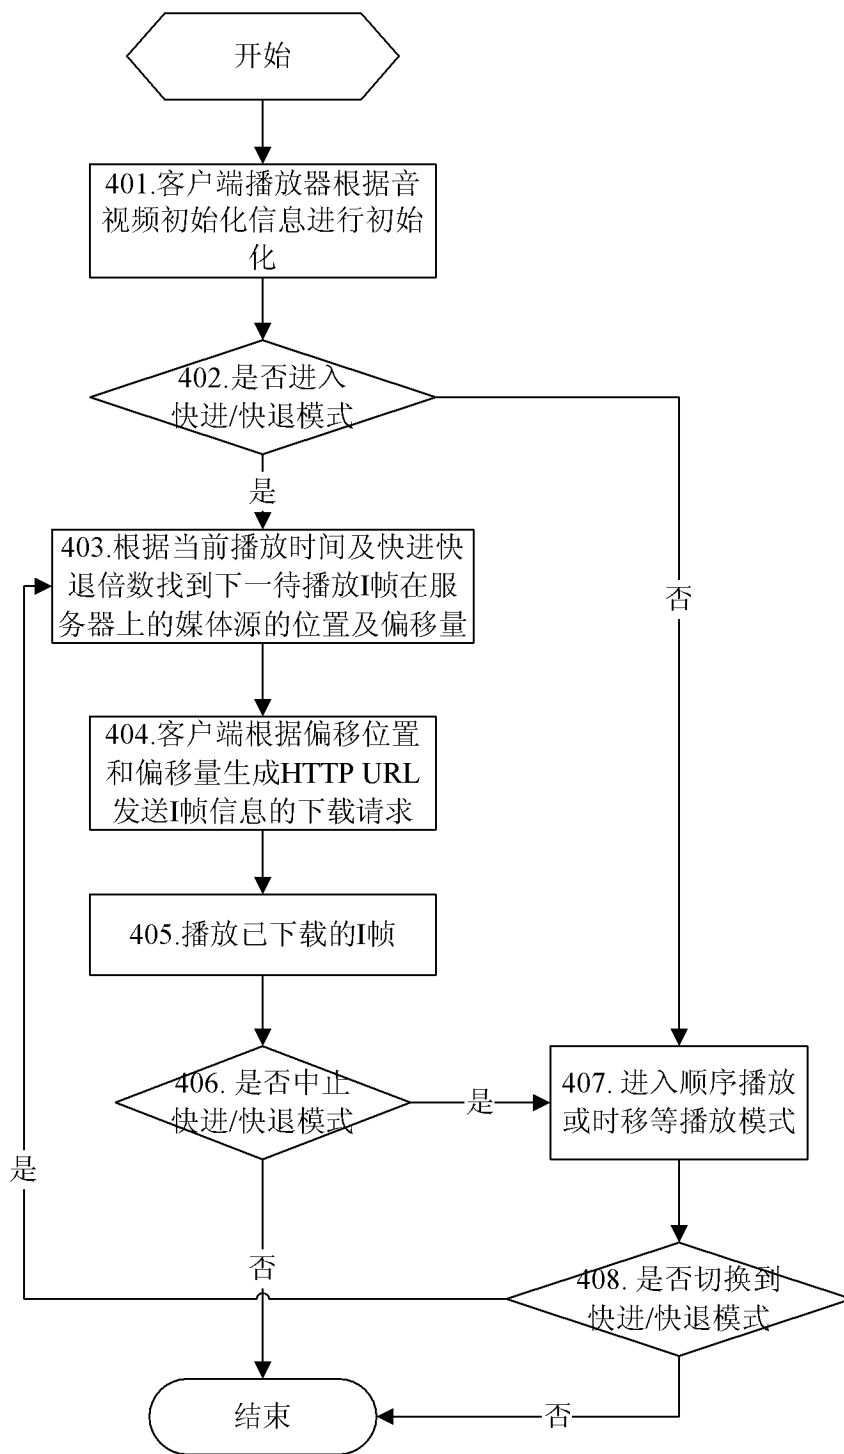 开始
401.客户端播放器根据音
视频初始化信息进行初始
化
402.是否进入
快进/快退模式
是
403.根据当前播放时间及快进快
退倍数找到下一待播放I帧在服
务器上的媒体源的位置及偏移量
否
404.客户端根据偏移位置
和偏移量生成HTTP URL
发送I帧信息的下载请求
405.播放已下载的I帧
406. 是否中止
快进/快退模式
是
407. 进入顺序播放
或时移等播放模式
是
否
408. 是否切换到
快进/快退模式
结束
否